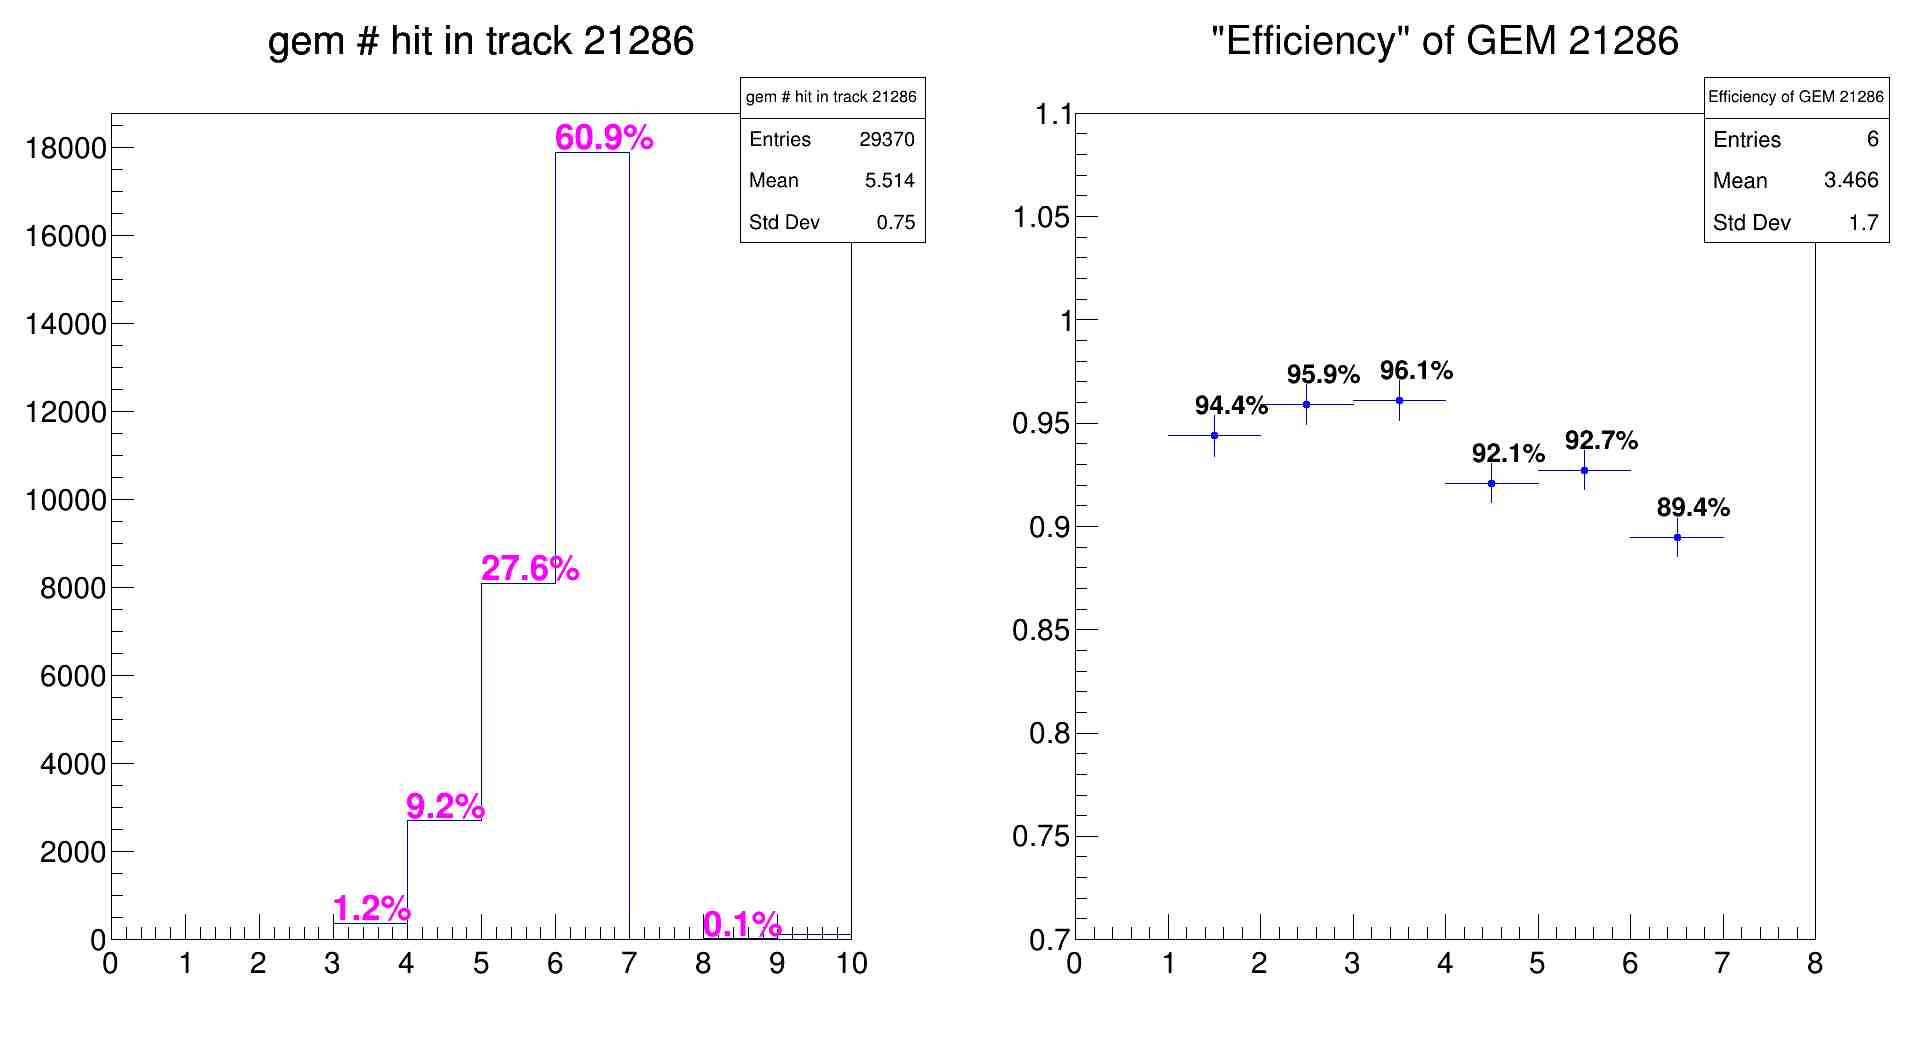 gem # hit in track 21286
gem # hit in track 21286
Entries 29370
Mean 5.514
Std Dev 0.75
18000
16000
14000
12000
10000
8000
6000
4000
2000
0
60.9%
27.6%
9.2%
1.2%
0.1%
0 1 2 3 4 5 6 7 8 9 10
"Efficiency" of GEM 21286
Efficiency of GEM 21286
Entries 6
Mean 3.466
Std Dev 1.7
1.1
1.05
1
0.95
0.9
0.85
0.8
0.75
0.7
94.4%
95.9%
96.1%
92.1%
92.7%
89.4%
0 1 2 3 4 5 6 7 8